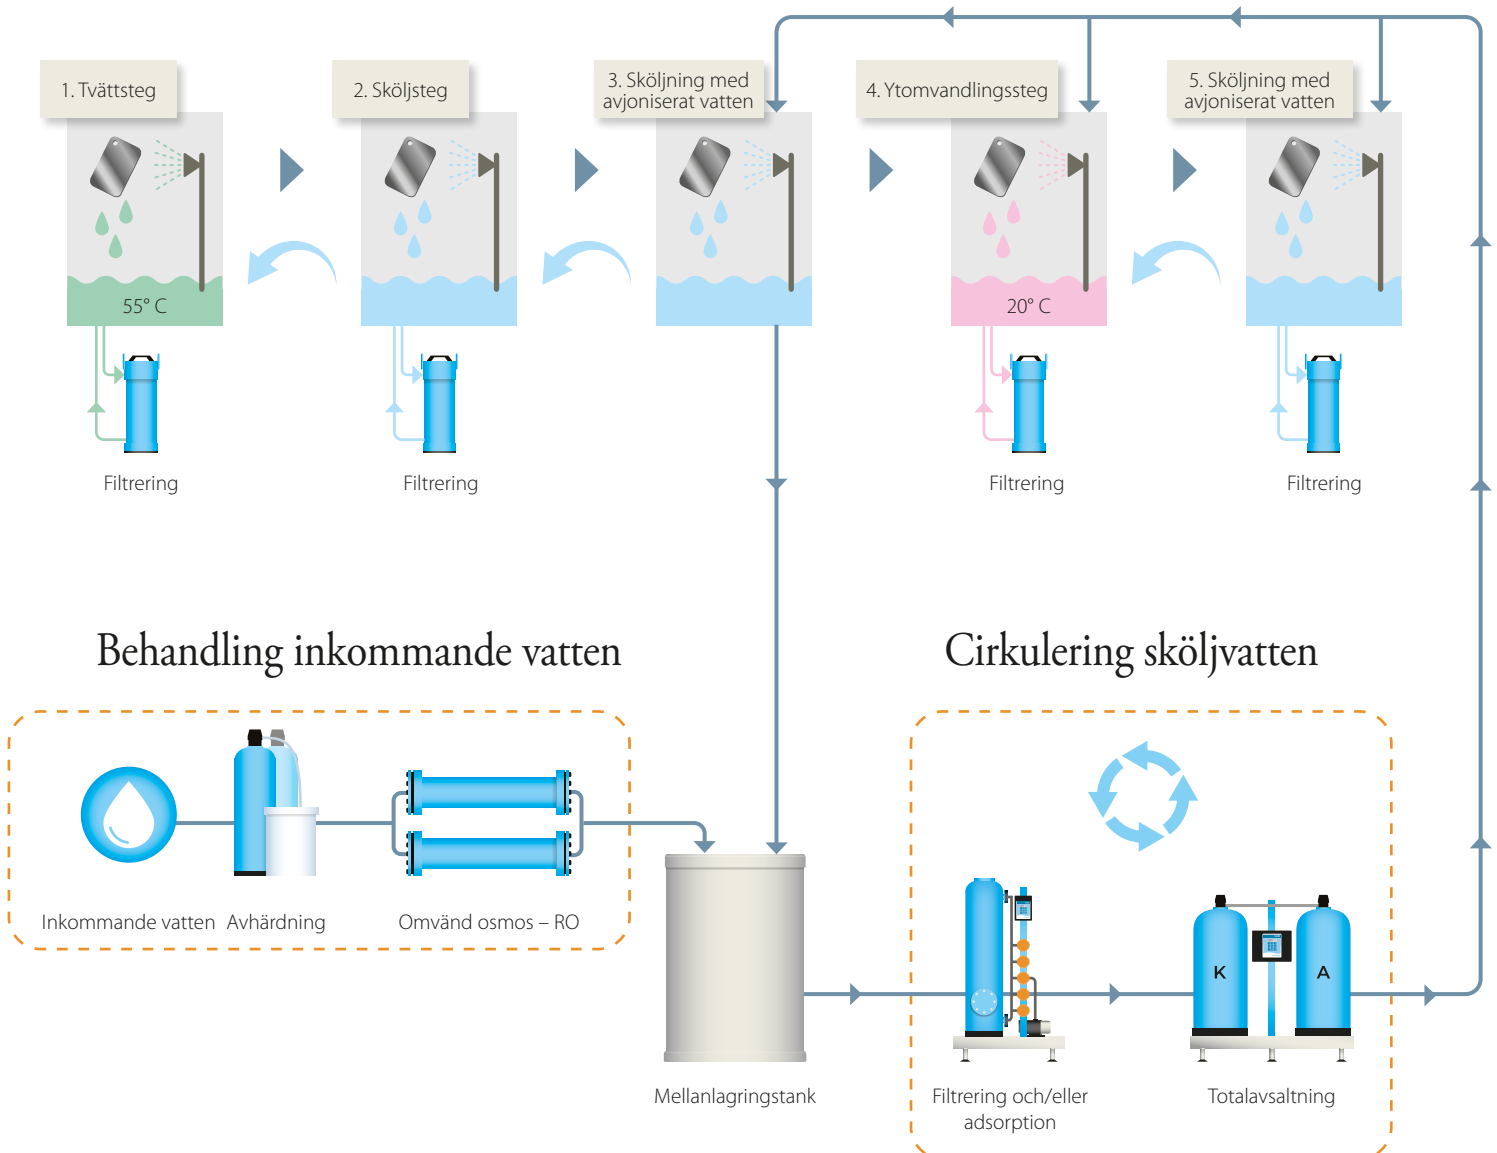 1. Tvättsteg
2. Sköljsteg
3. Sköljning med
avjoniserat vatten
4. Ytomvandlingssteg
5. Sköljning med
avjoniserat vatten
55° C
20° C
Filtrering
Filtrering
Filtrering
Filtrering
Behandling inkommande vatten
Cirkulering sköljvatten
Inkommande vatten
Avhärdning
Omvänd osmos – RO
K
A
Mellanlagringstank
Filtrering och/eller
adsorption
Totalavsaltning